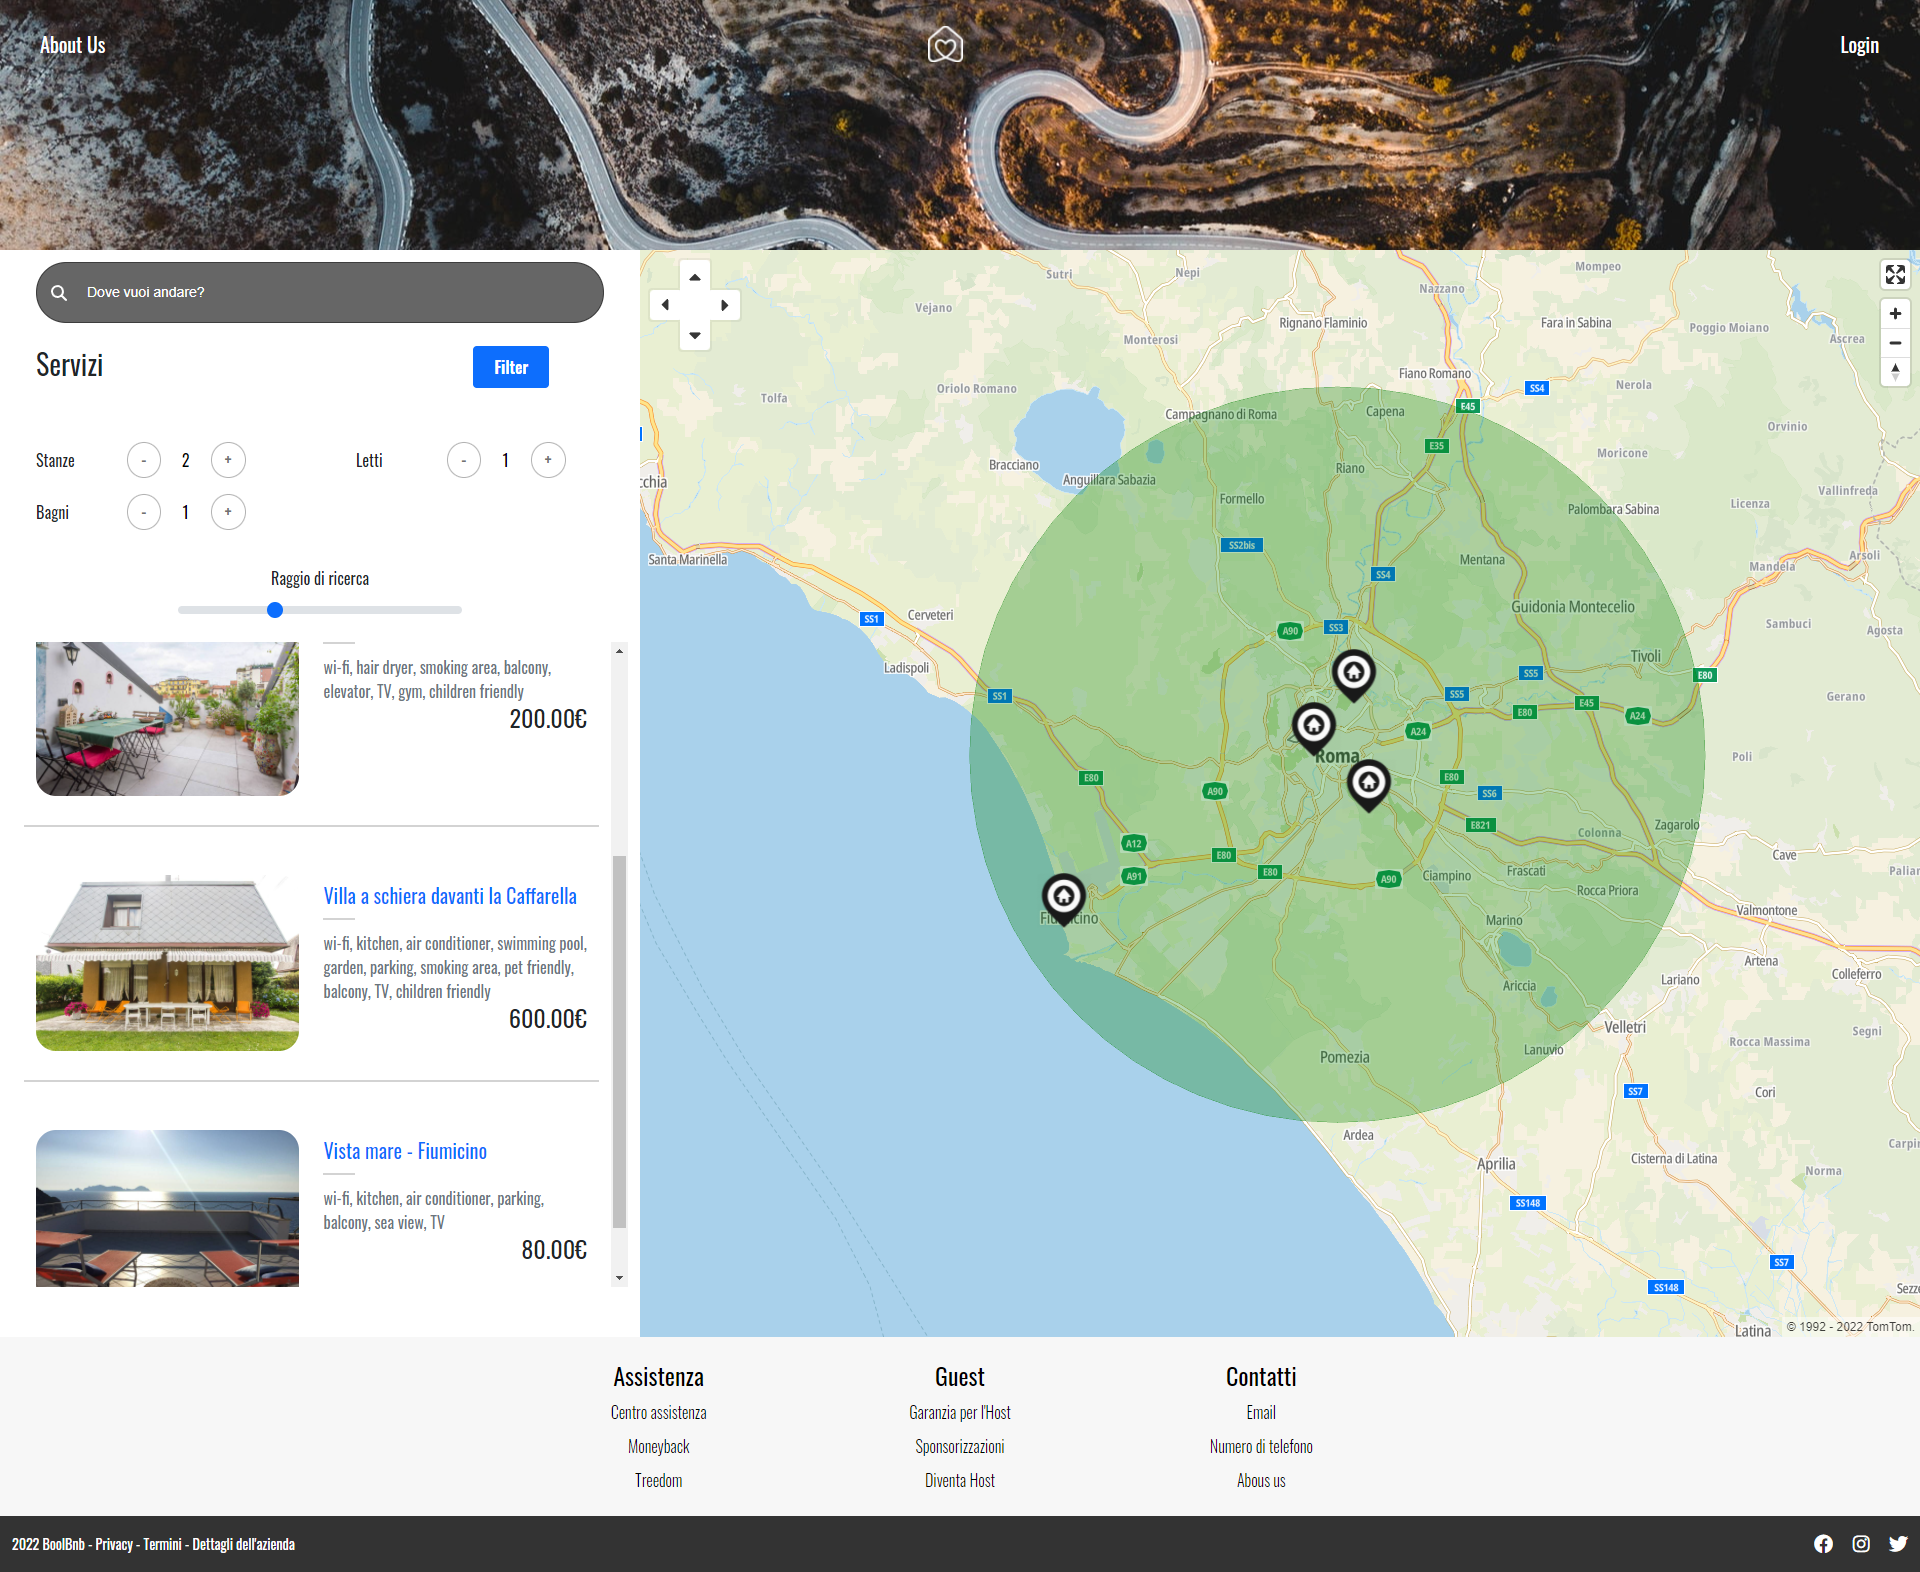 About Us
Login
Dove vuoi andare?
Servizi
Filter
Stanze
-
2
+
Letti
-
1
+
Bagni
-
1
+
Raggio di ricerca
wi-fi, hair dryer, smoking area, balcony,
elevator, TV, gym, children friendly
200.00€
Villa a schiera davanti la Caffarella
wi-fi, kitchen, air conditioner, swimming pool,
garden, parking, smoking area, pet friendly,
balcony, TV, children friendly
600.00€
Vista mare - Fiumicino
wi-fi, kitchen, air conditioner, parking,
balcony, sea view, TV
80.00€
Sutri
Nepi
Mompeo
Nazzano
Vejano
Rignano Flaminio
Fara in Sabina
Poggio Moiano
Monterosi
Ascrea
Fiano Romano
Oriolo Romano
SS4
Nerola
Tolfa
E45
Campagnano di Roma
Capena
Orvinio
E35
Moricone
Bracciano
Riano
chia
Anguillara Sabazia
Vallinfreda
Formello
Licenza
Palombara Sabina
SS2bis
Santa Marinella
Mentana
Arsoli
Mandela
SS4
Guidonia Montecelio
SS1
Cerveteri
Sambuci
A90
SS3
Agosta
Ladispoli
Tivoli
SS5
E80
SS1
SS5
Gerano
E45
E80
A24
A24
Roma
Poli
E80
E80
A90
SS6
E821
Zagarolo
Colonna
A12
E80
Cave
E80
A91
A90
Ciampino
Frascati
Palian
Rocca Priora
Fiumicino
Marino
Valmontone
Artena
Colleferro
Lariano
Ariccia
Velletri
Segni
Lanuvio
Rocca Massima
Pomezia
SS7
Cori
Ardea
Carpin
Aprilia
Cisterna di Latina
Norma
SS148
SS7
SS148
Sezze
Latina
© 1992 - 2022 TomTom.
Assistenza
Centro assistenza
Moneyback
Treedom
Guest
Garanzia per l'Host
Sponsorizzazioni
Diventa Host
Contatti
Email
Numero di telefono
Abous us
2022 BoolBnb - Privacy - Termini - Dettagli dell'azienda